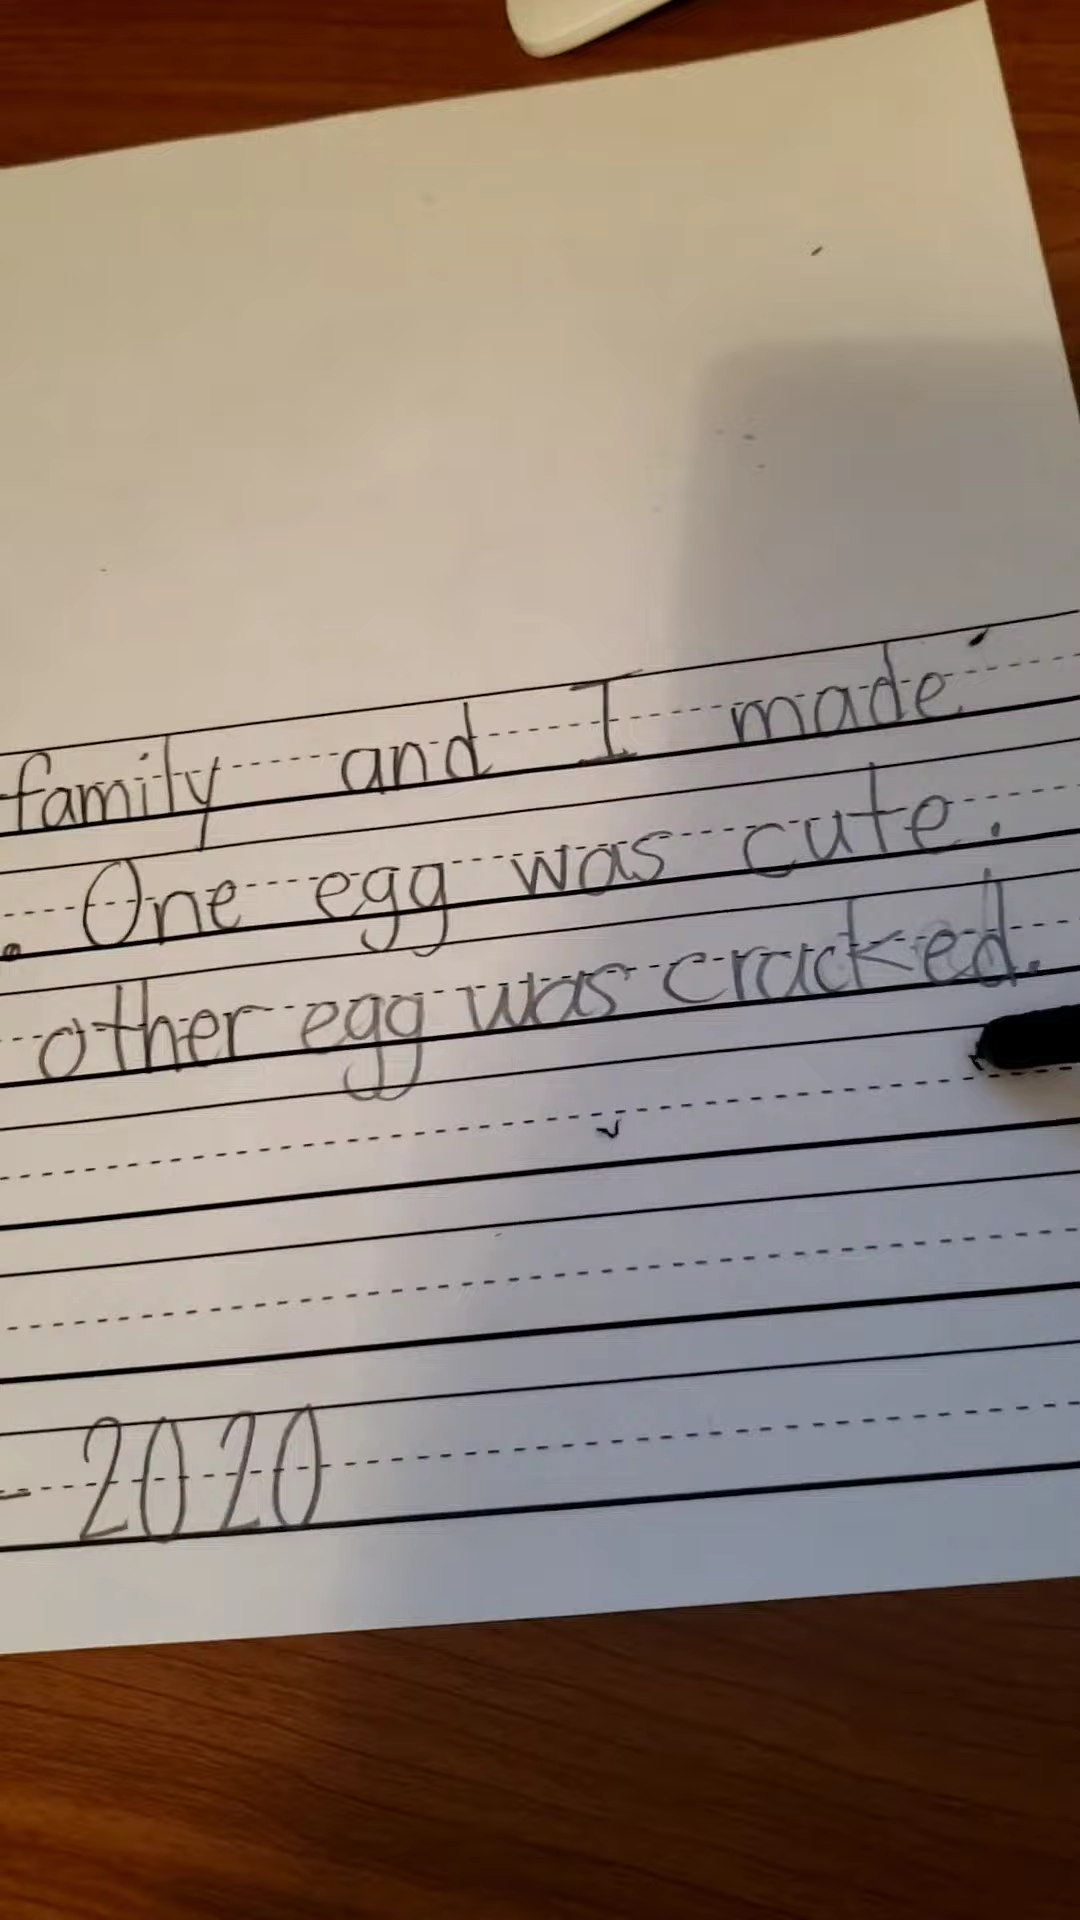 family and I made
. One egg was cute.
other egg was cracked.
- 2020